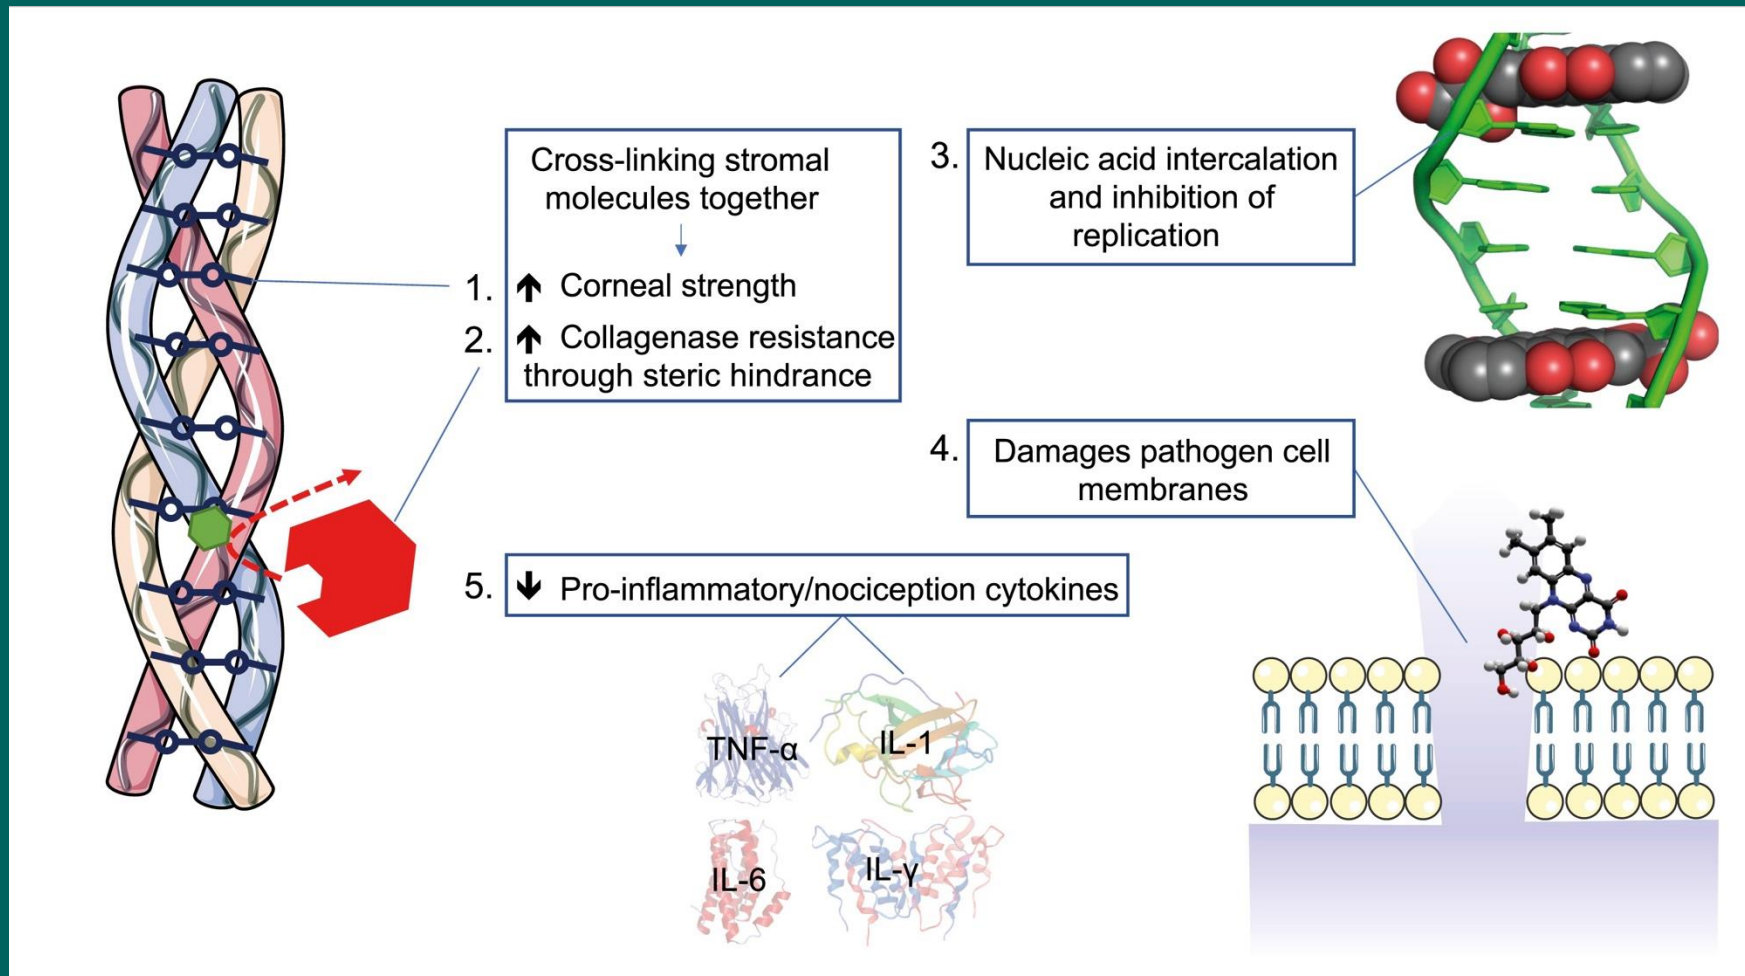 Cross-linking stromal
molecules together
1. ↑ Corneal strength
2. ↑ Collagenase resistance
through steric hindrance
3. Nucleic acid intercalation
and inhibition of
replication
4. Damages pathogen cell
membranes
5. ↓ Pro-inflammatory/nociception cytokines
TNF-α
IL-1
IL-6
IL-γ